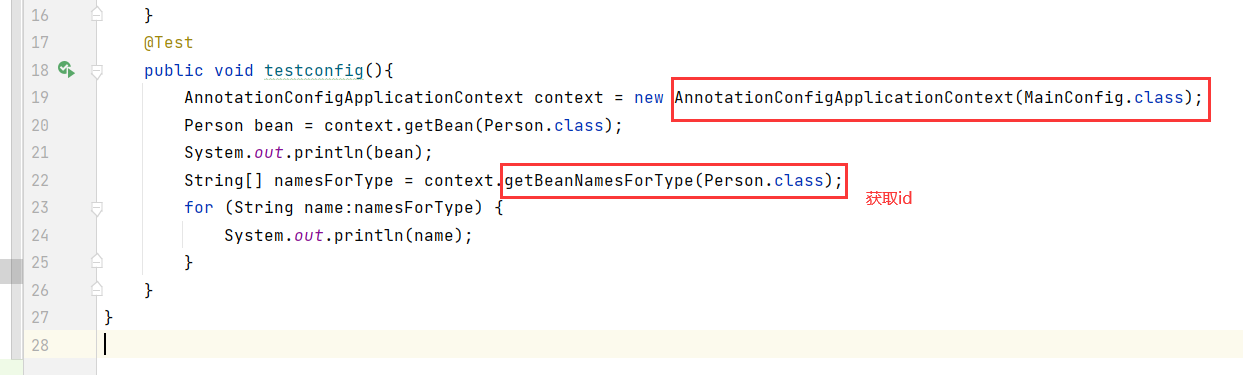 16 }
17 @Test
18 public void testconfig(){
19 AnnotationConfigApplicationContext context = new AnnotationConfigApplicationContext(MainConfig.class);
20 Person bean = context.getBean(Person.class);
21 System.out.println(bean);
22 String[] namesForType = context.getBeanNamesForType(Person.class);
获取id
23 for (String name:namesForType) {
24 System.out.println(name);
25 }
26 }
27 }
28